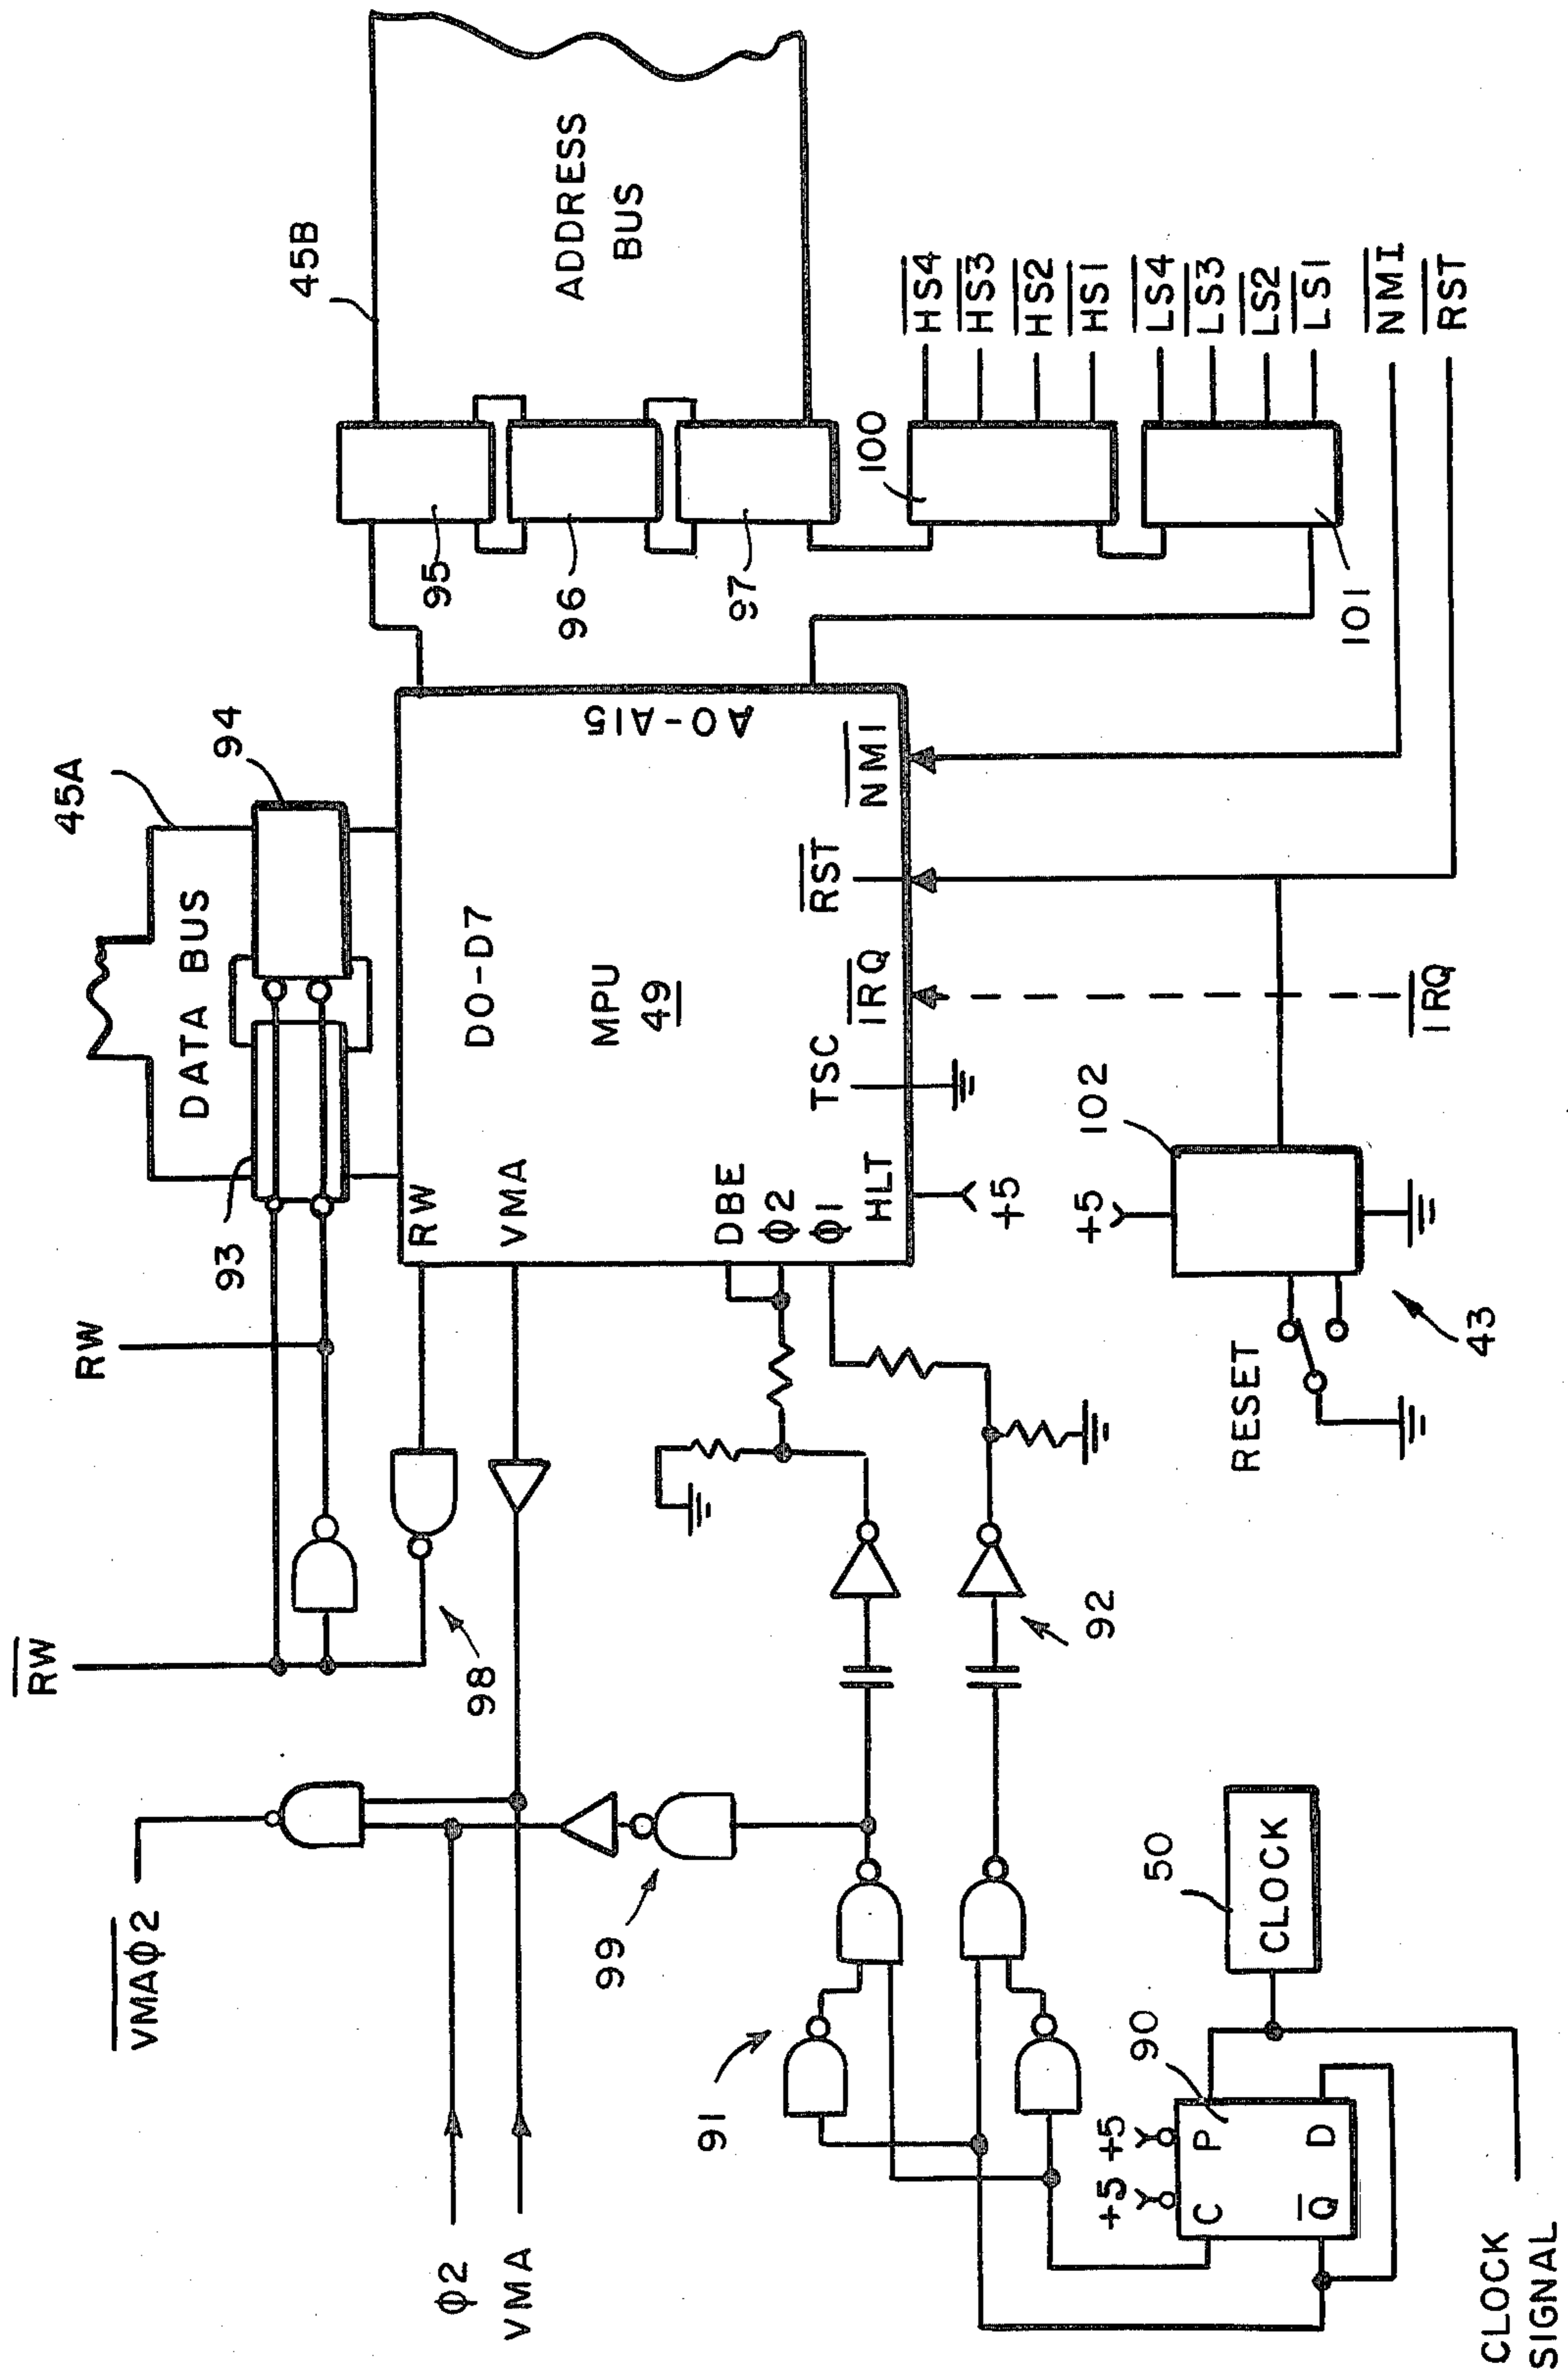 45B
ADDRESS
BUS
95
96
97
100
101
HS4
HS3
HS2
HS1
LS4
LS3
LS2
LS1
NMI
RST
45A
94
DATA BUS
93
RW
RW
D0-D7
A0-A15
MPU
49
RW
VMA
DBE
Φ2
Φ1
HLT
TSC
IRQ
RST
NMI
+5
IRQ
102
+5
RESET
43
98
VMAΦ2
99
92
Φ2
VMA
91
50
CLOCK
90
+5
+5
C
P
Q
D
CLOCK
SIGNAL